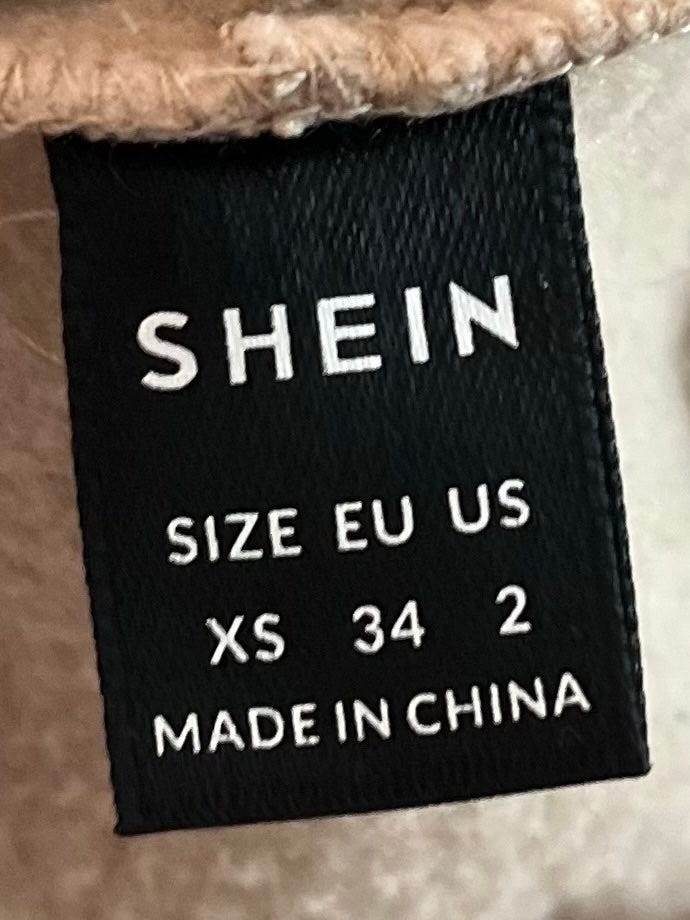 SHEIN
SIZE EU US
XS 34 2
MADE IN CHINA